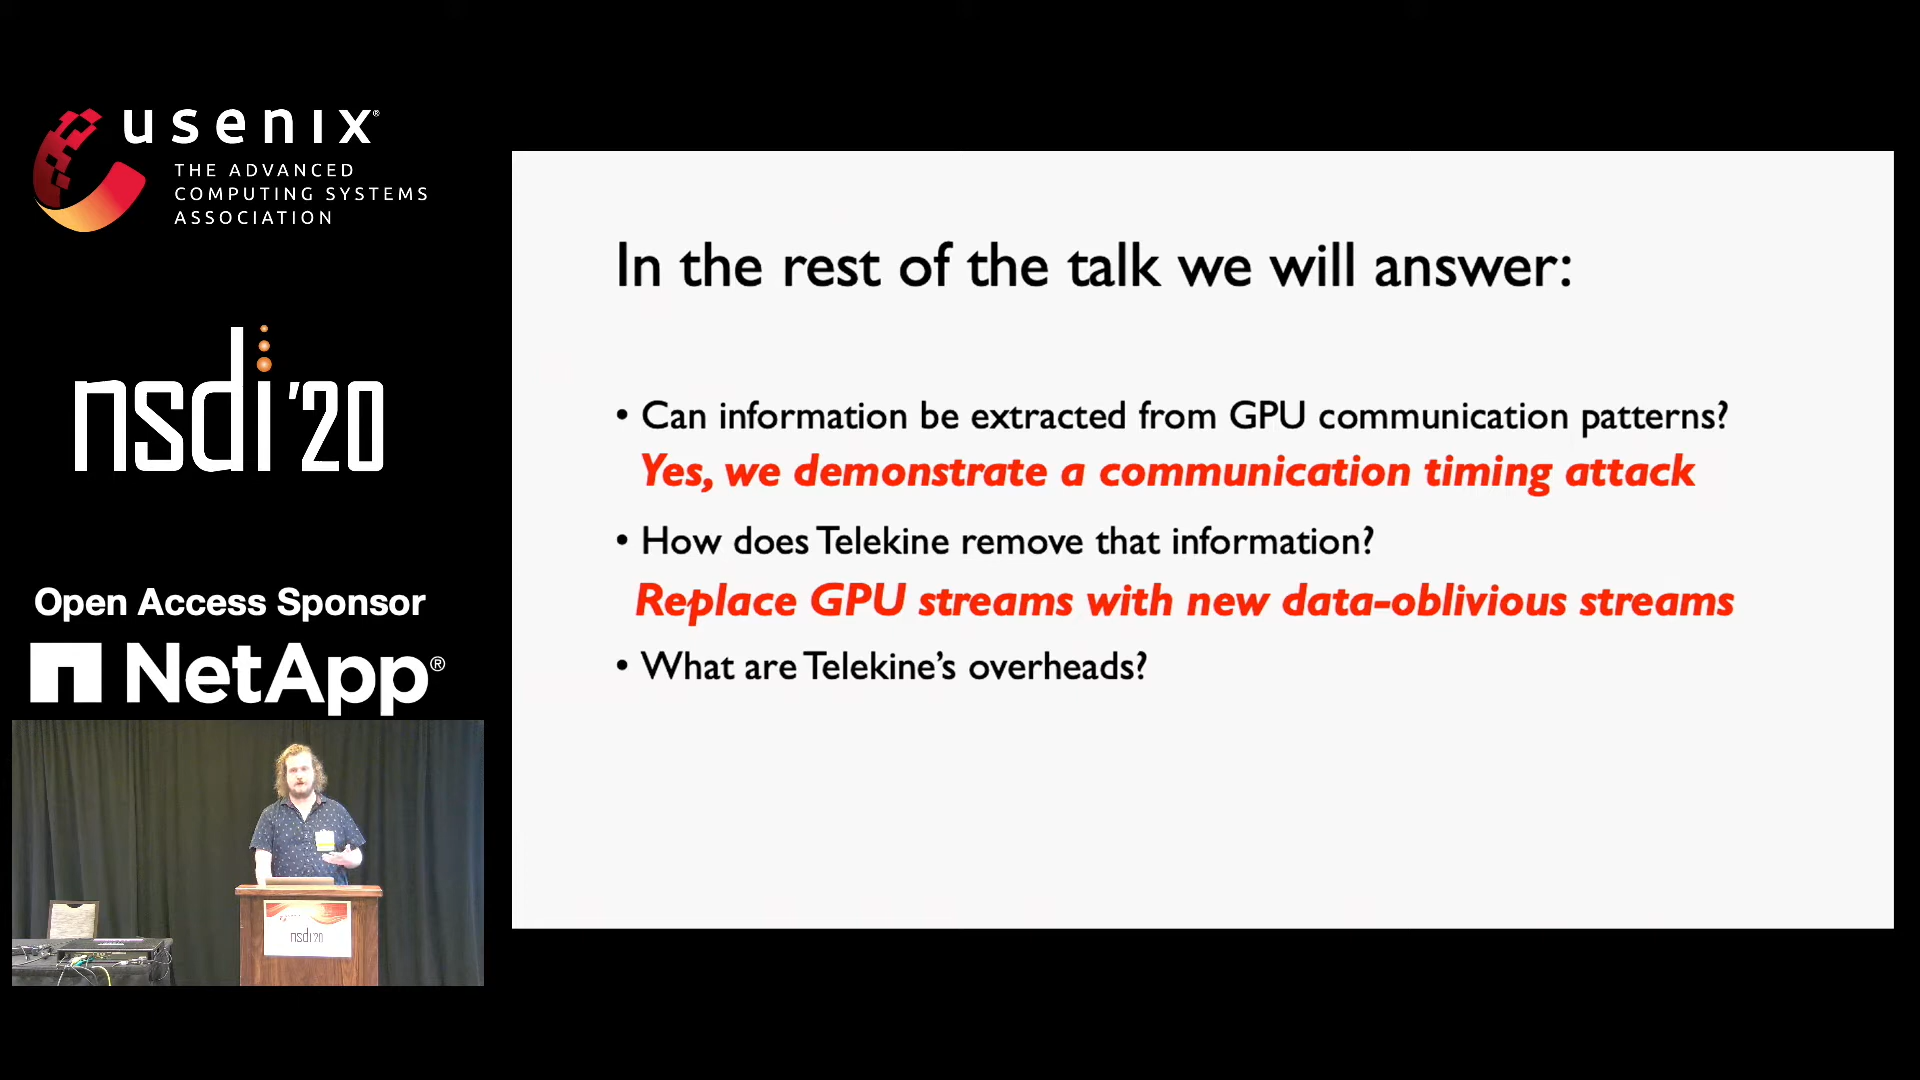 usenix®
THE ADVANCED
COMPUTING SYSTEMS
ASSOCIATION
nsdi '20
Open Access Sponsor
NetApp®
In the rest of the talk we will answer:
• Can information be extracted from GPU communication patterns?
Yes, we demonstrate a communication timing attack
• How does Telekine remove that information?
Replace GPU streams with new data-oblivious streams
• What are Telekine’s overheads?
nsdi'20